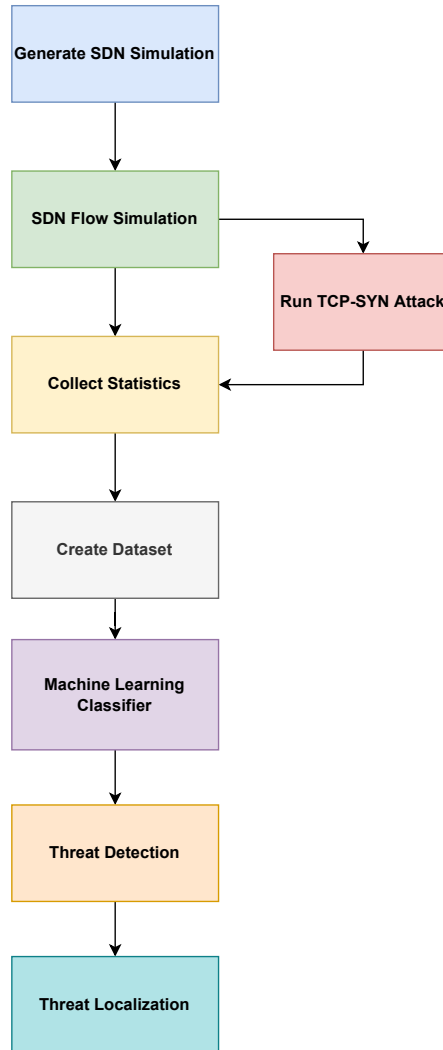 Generate SDN Simulation
SDN Flow Simulation
Run TCP-SYN Attack
Collect Statistics
Create Dataset
Machine Learning
Classifier
Threat Detection
Threat Localization